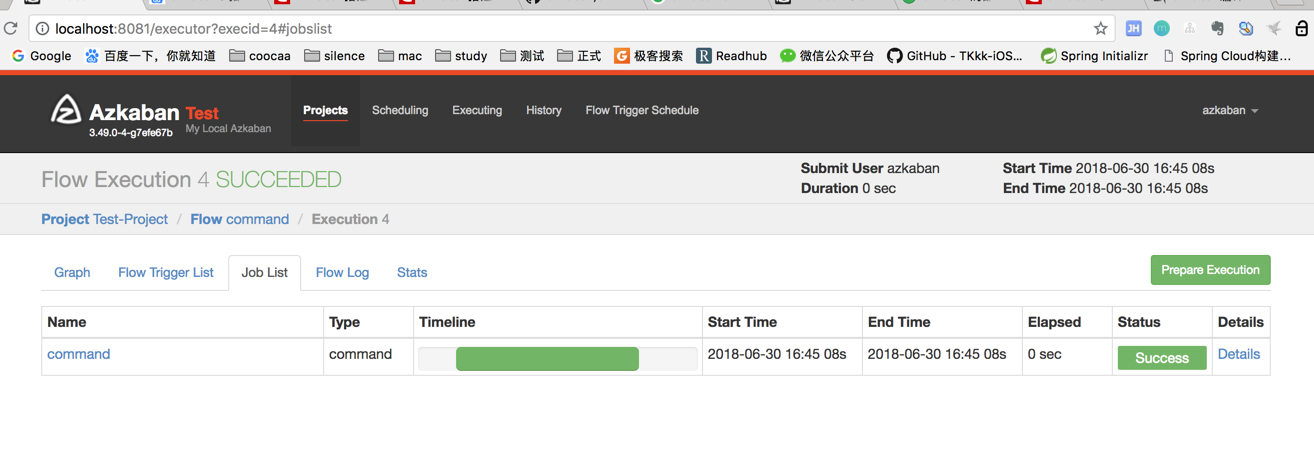 localhost:8081/executor?execid=4#jobslist
Google 百度一下，你就知道 coocaa silence mac study 测试 正式 极客搜索 Readhub 微信公众平台 GitHub - TKkk-iOS... Spring Initializr Spring Cloud构建...
Azkaban Test
3.49.0-4-g7efe67b My Local Azkaban
Projects Scheduling Executing History Flow Trigger Schedule azkaban
Flow Execution 4 SUCCEEDED
Submit User azkaban Start Time 2018-06-30 16:45 08s
Duration 0 sec End Time 2018-06-30 16:45 08s
Project Test-Project / Flow command / Execution 4
Graph Flow Trigger List Job List Flow Log Stats Prepare Execution
Name Type Timeline Start Time End Time Elapsed Status Details
command command 2018-06-30 16:45 08s 2018-06-30 16:45 08s 0 sec Success Details